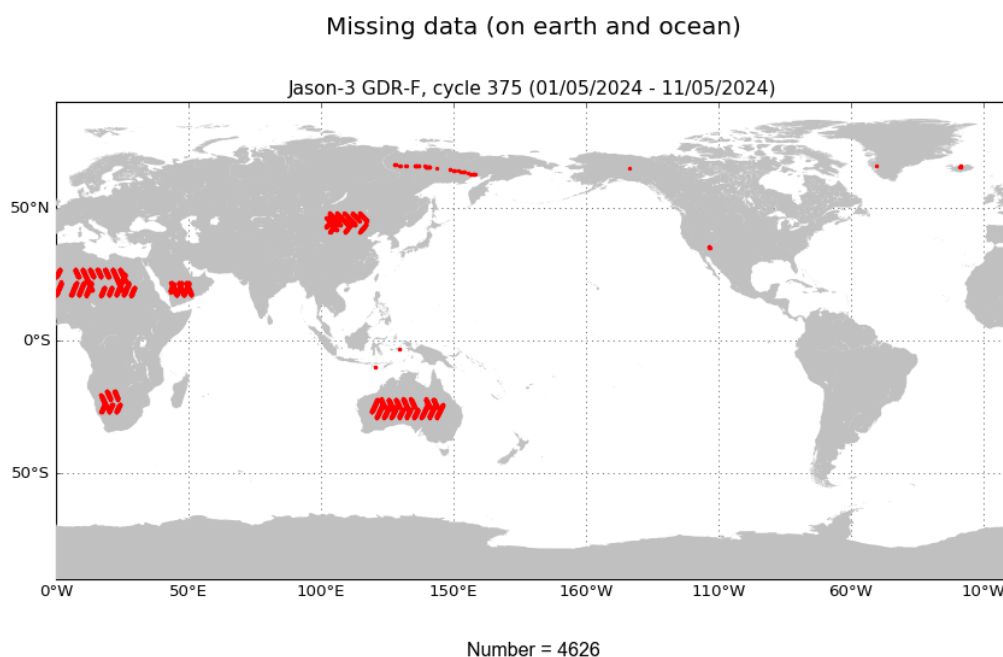 Missing data (on earth and ocean)
Jason-3 GDR-F, cycle 375 (01/05/2024 - 11/05/2024)
50°N
0°S
50°S
0°W 50°E 100°E 150°E 160°W 110°W 60°W 10°W
Number = 4626